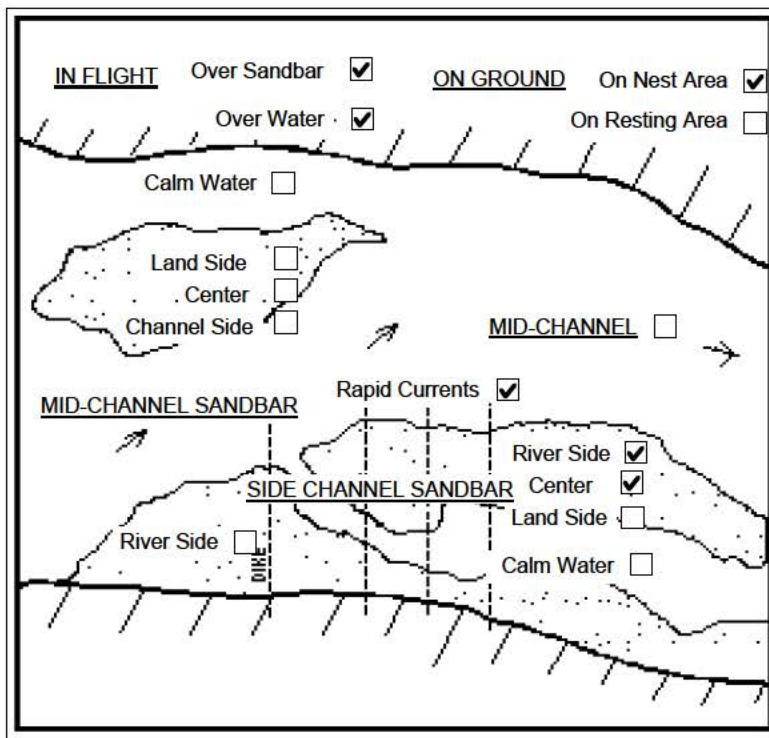 IN FLIGHT Over Sandbar ON GROUND On Nest Area
Over Water On Resting Area
Calm Water
Land Side
Center
Channel Side
MID-CHANNEL
Rapid Currents
MID-CHANNEL SANDBAR
River Side
SIDE CHANNEL SANDBAR Center
Land Side
River Side
DIKE
Calm Water